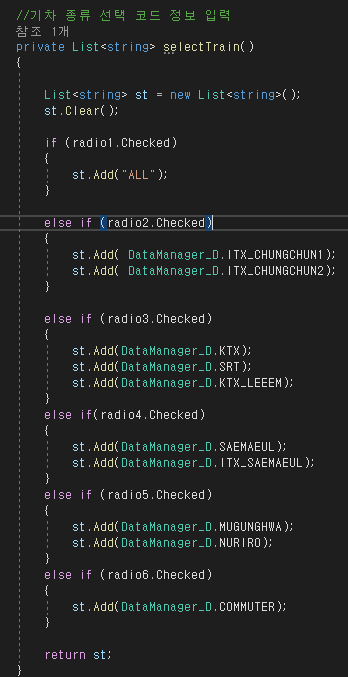 //기차 종류 선택 코드 정보 입력
참조 1개
private List<string> selectTrain()
{
List<string> st = new List<string>();
st.Clear();
if (radio1.Checked)
{
st.Add("ALL");
}
else if (radio2.Checked)
{
st.Add( DataManager_D.ITX_CHUNGCHUN1);
st.Add( DataManager_D.ITX_CHUNGCHUN2);
}
else if (radio3.Checked)
{
st.Add(DataManager_D.KTX);
st.Add(DataManager_D.SRT);
st.Add(DataManager_D.KTX_LEEEM);
}
else if(radio4.Checked)
{
st.Add(DataManager_D.SAEMAEUL);
st.Add(DataManager_D.ITX_SAEMAEUL);
}
else if (radio5.Checked)
{
st.Add(DataManager_D.MUGUNGHWA);
st.Add(DataManager_D.NURIRO);
}
else if (radio6.Checked)
{
st.Add(DataManager_D.COMMUTER);
}
return st;
}